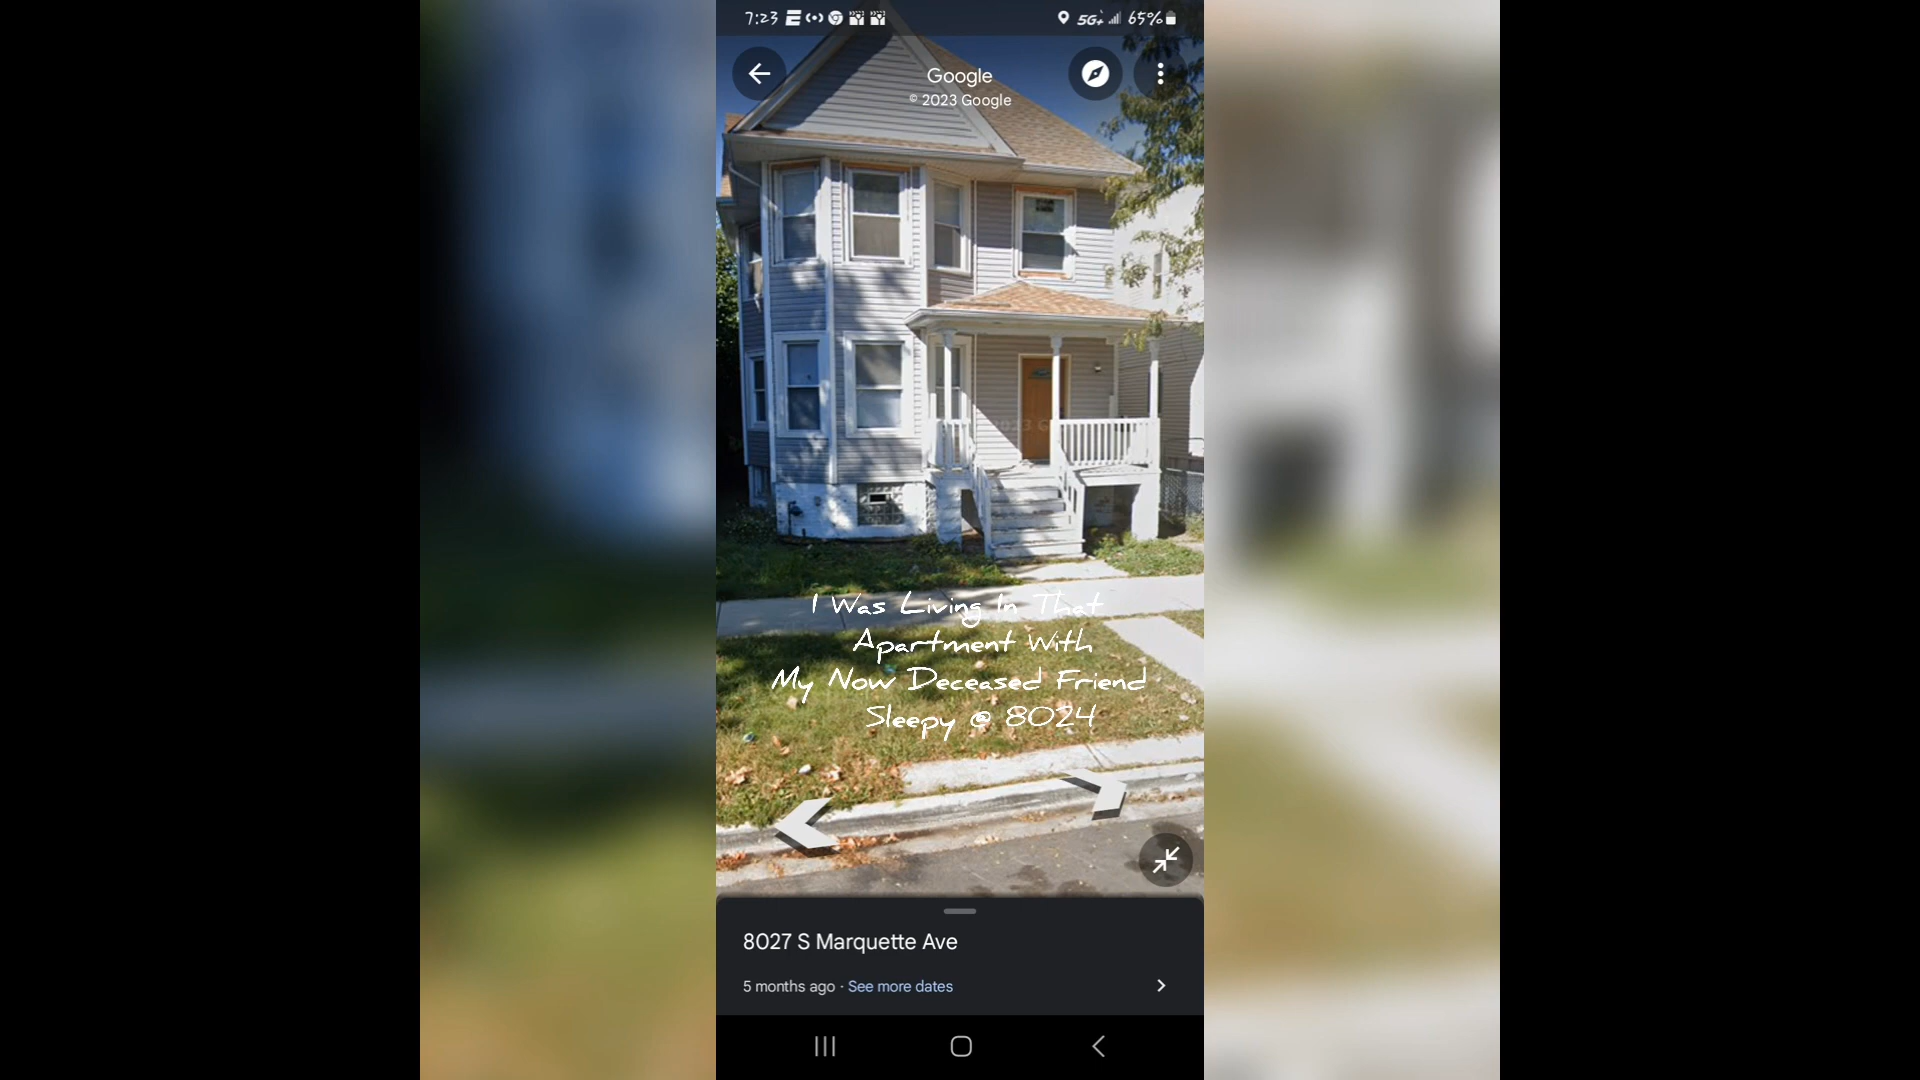 7:23
5G+ 65%
Google
© 2023 Google
I Was Living In That
Apartment With
My Now Deceased Friend
Sleepy @ 8024
8027 S Marquette Ave
5 months ago · See more dates